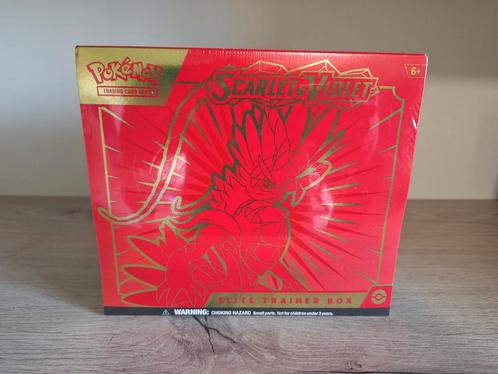 POKéMON
TRADING CARD GAME
SCARLET & VIOLET
6+
ELITE TRAINER BOX
WARNING: CHOKING HAZARD Small parts. Not for children under 3 years.